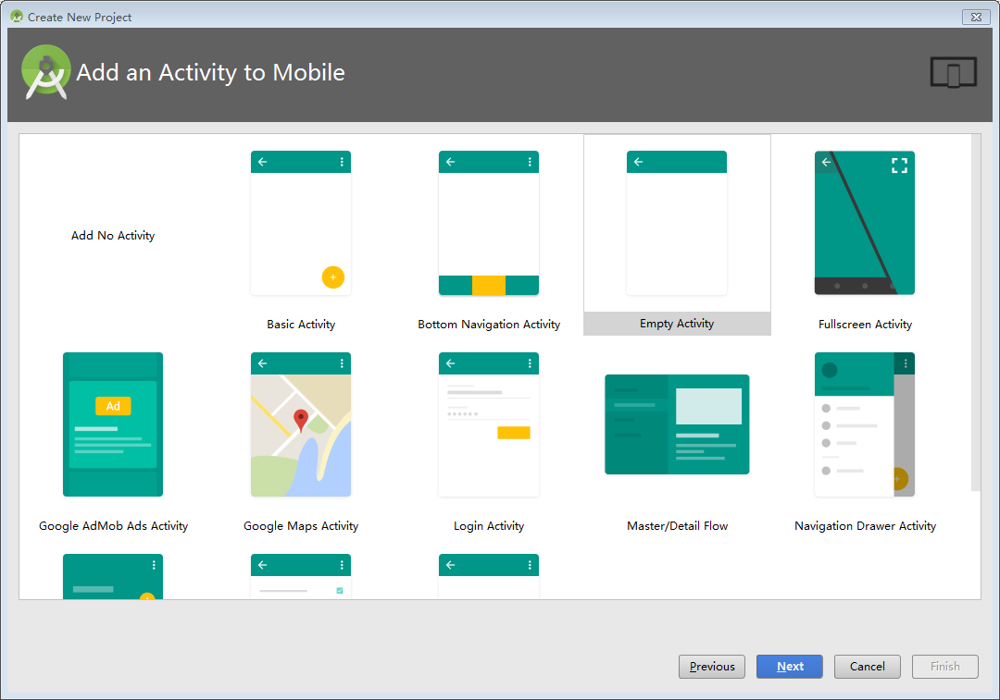 Create New Project
Add an Activity to Mobile
Add No Activity
Basic Activity
Bottom Navigation Activity
Empty Activity
Fullscreen Activity
Ad
Google AdMob Ads Activity
Google Maps Activity
Login Activity
Master/Detail Flow
Navigation Drawer Activity
Previous
Next
Cancel
Finish